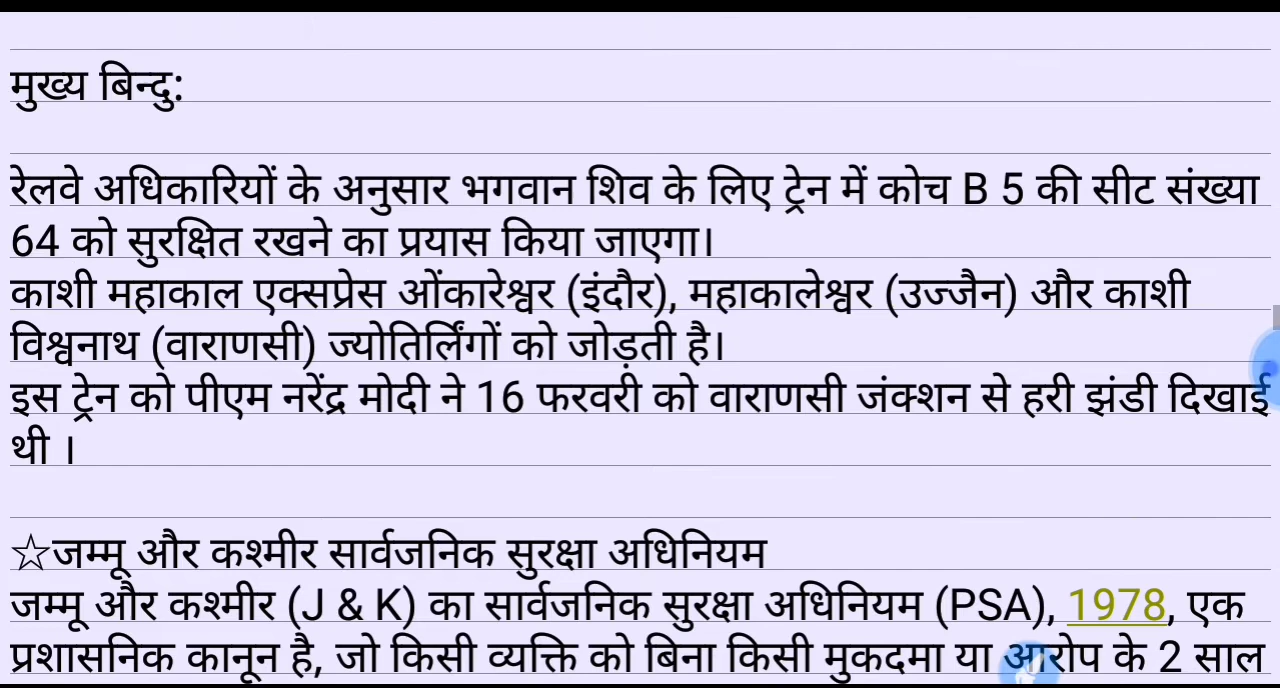 मुख्य बिन्दु:
रेलवे अधिकारियों के अनुसार भगवान शिव के लिए ट्रेन में कोच B 5 की सीट संख्या
64 को सुरक्षित रखने का प्रयास किया जाएगा।
काशी महाकाल एक्सप्रेस ओंकारेश्वर (इंदौर), महाकालेश्वर (उज्जैन) और काशी
विश्वनाथ (वाराणसी) ज्योतिर्लिंगों को जोड़ती है।
इस ट्रेन को पीएम नरेंद्र मोदी ने 16 फरवरी को वाराणसी जंक्शन से हरी झंडी दिखाई
थी ।
☆जम्मू और कश्मीर सार्वजनिक सुरक्षा अधिनियम
जम्मू और कश्मीर (J & K) का सार्वजनिक सुरक्षा अधिनियम (PSA), 1978, एक
प्रशासनिक कानून है, जो किसी व्यक्ति को बिना किसी मुकदमा या आरोप के 2 साल